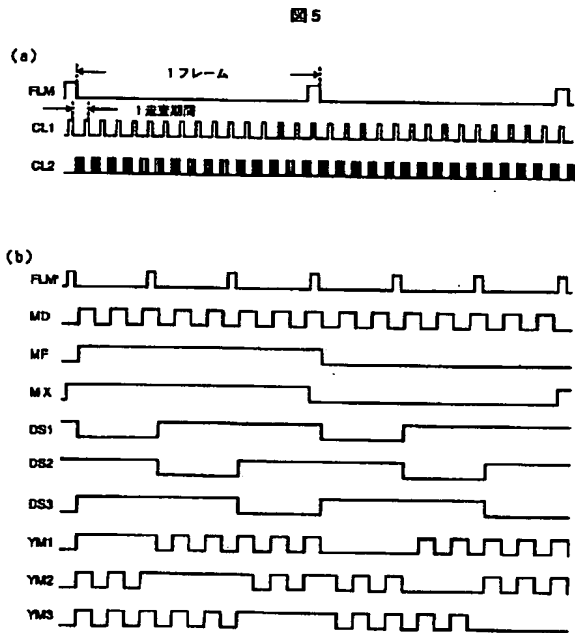 図5
(a)
1フレーム
FLM
1走査期間
CL1
CL2
(b)
FLM'
MD
MF
MX
DS1
DS2
DS3
YM1
YM2
YM3